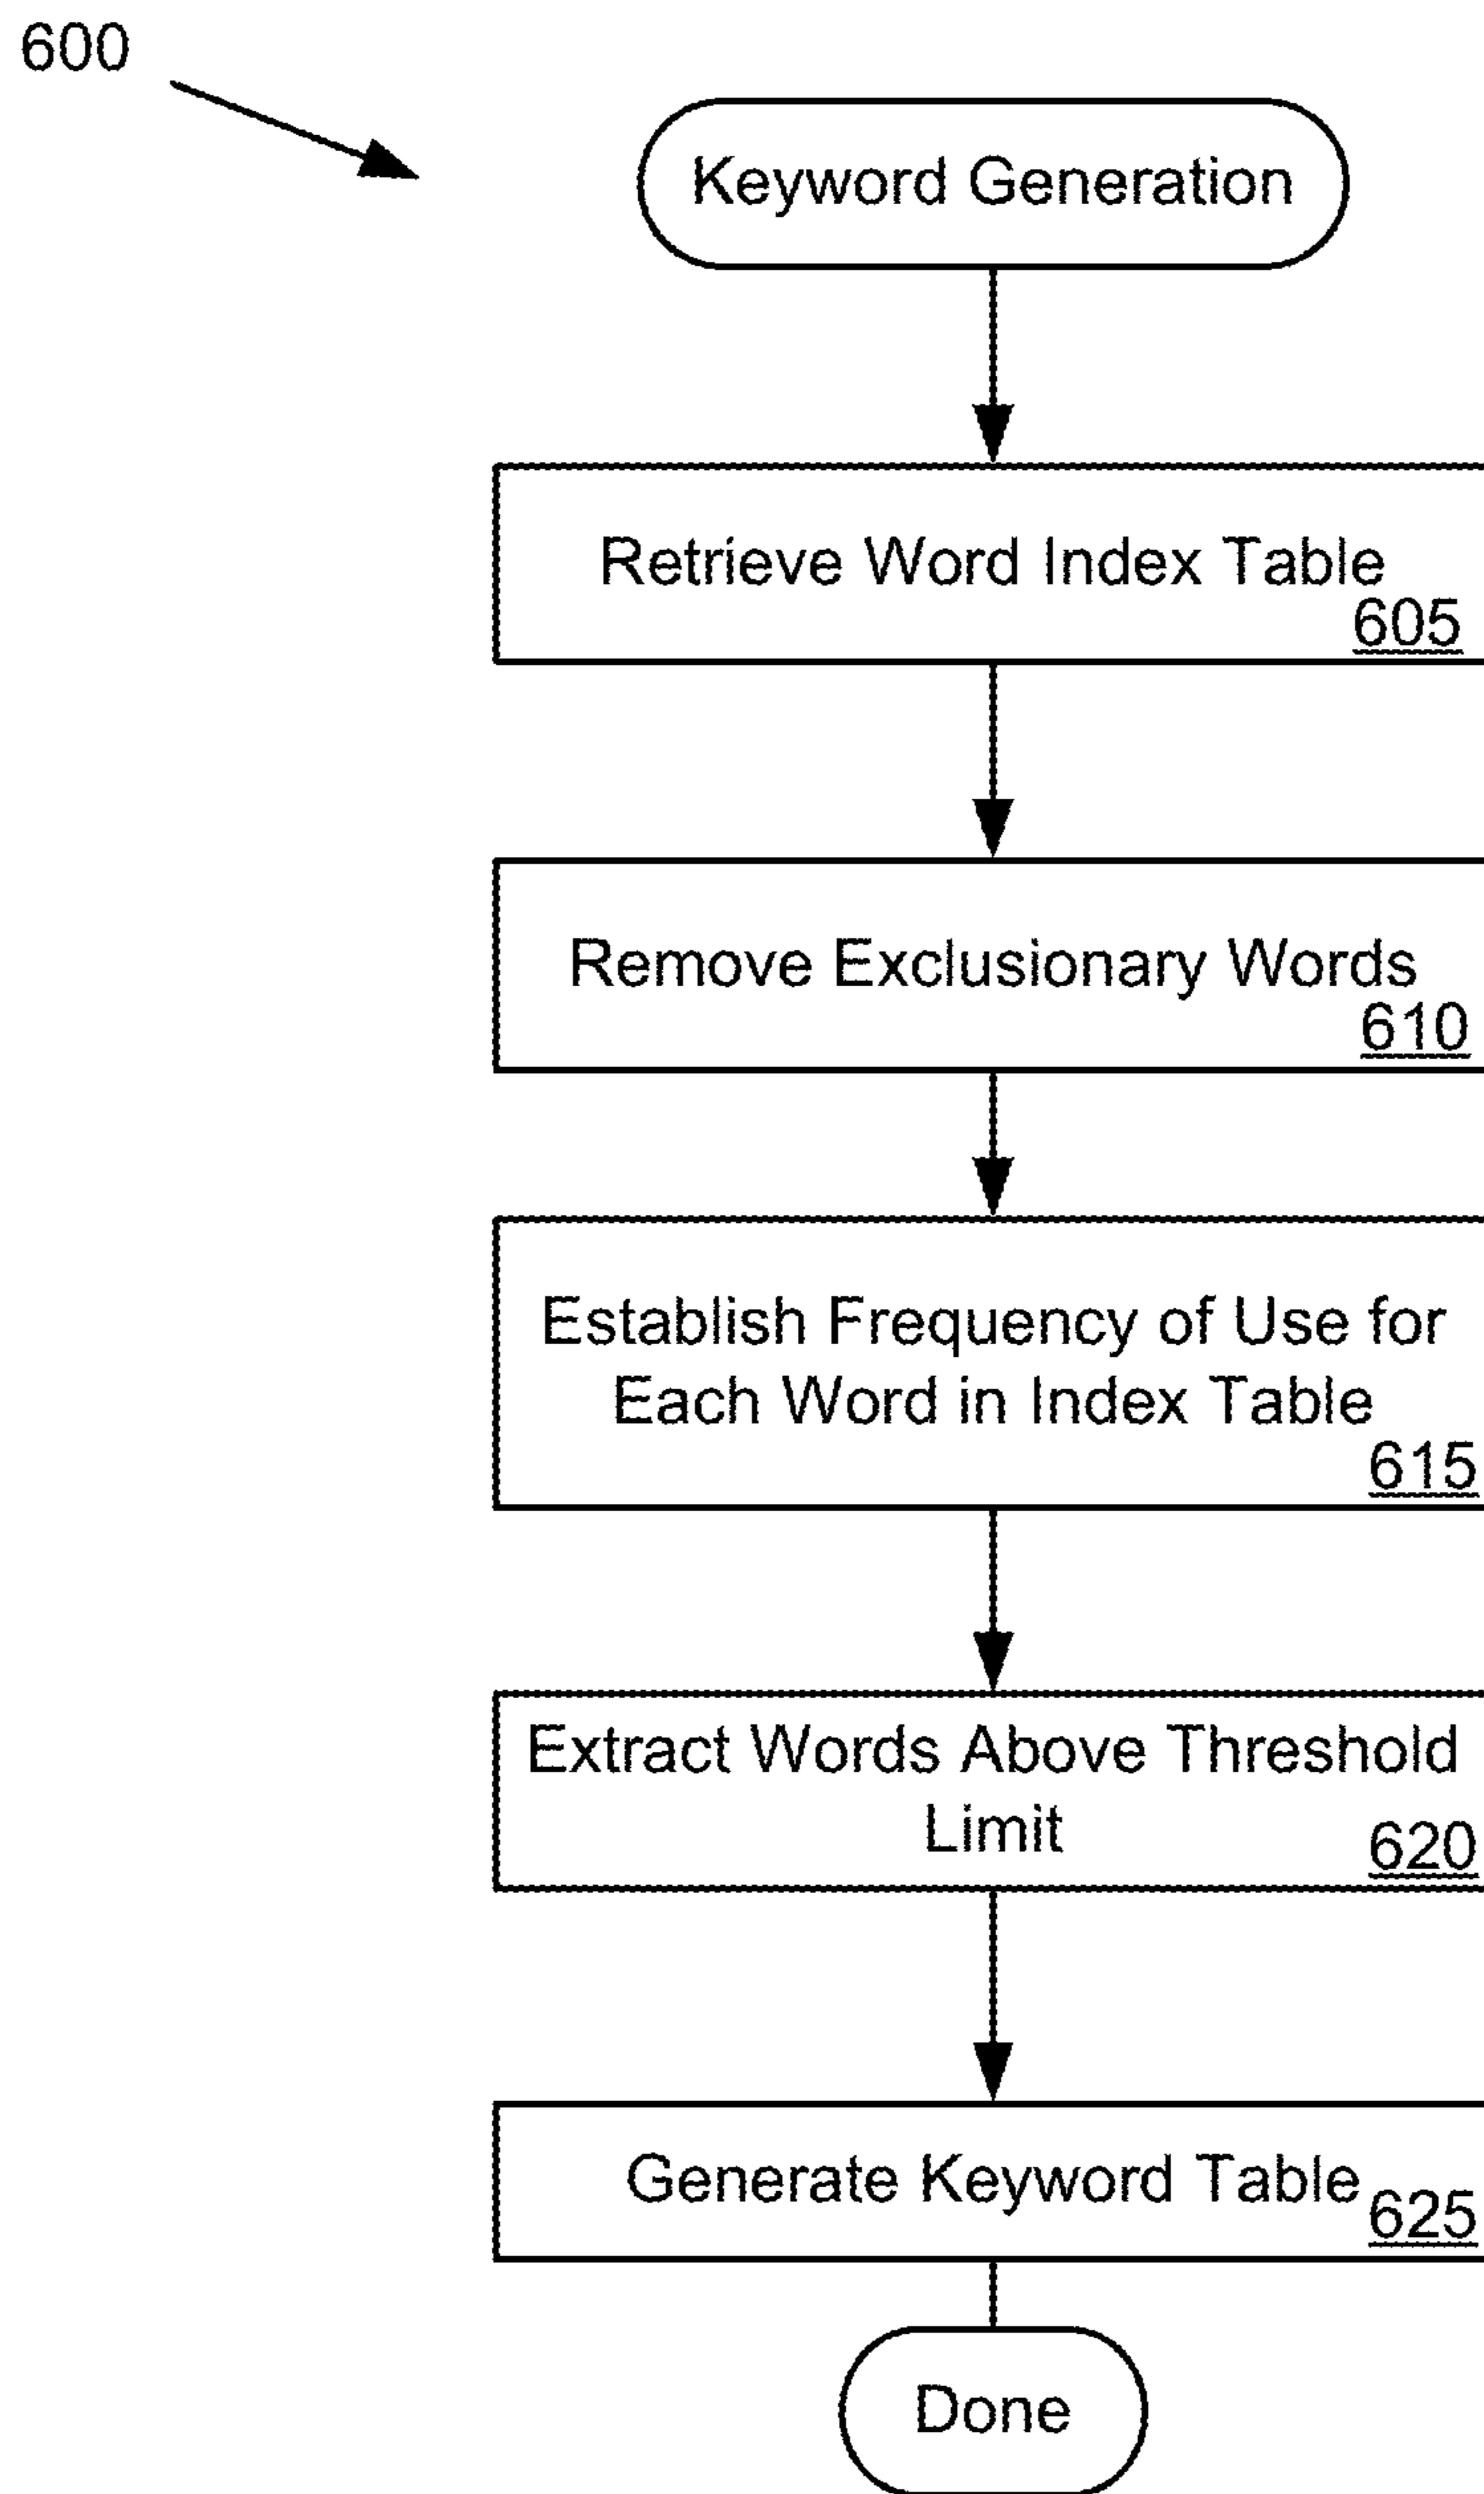 600
Keyword Generation
Retrieve Word Index Table
605
Remove Exclusionary Words
610
Establish Frequency of Use for
Each Word in Index Table
615
Extract Words Above Threshold
Limit
620
Generate Keyword Table
625
Done